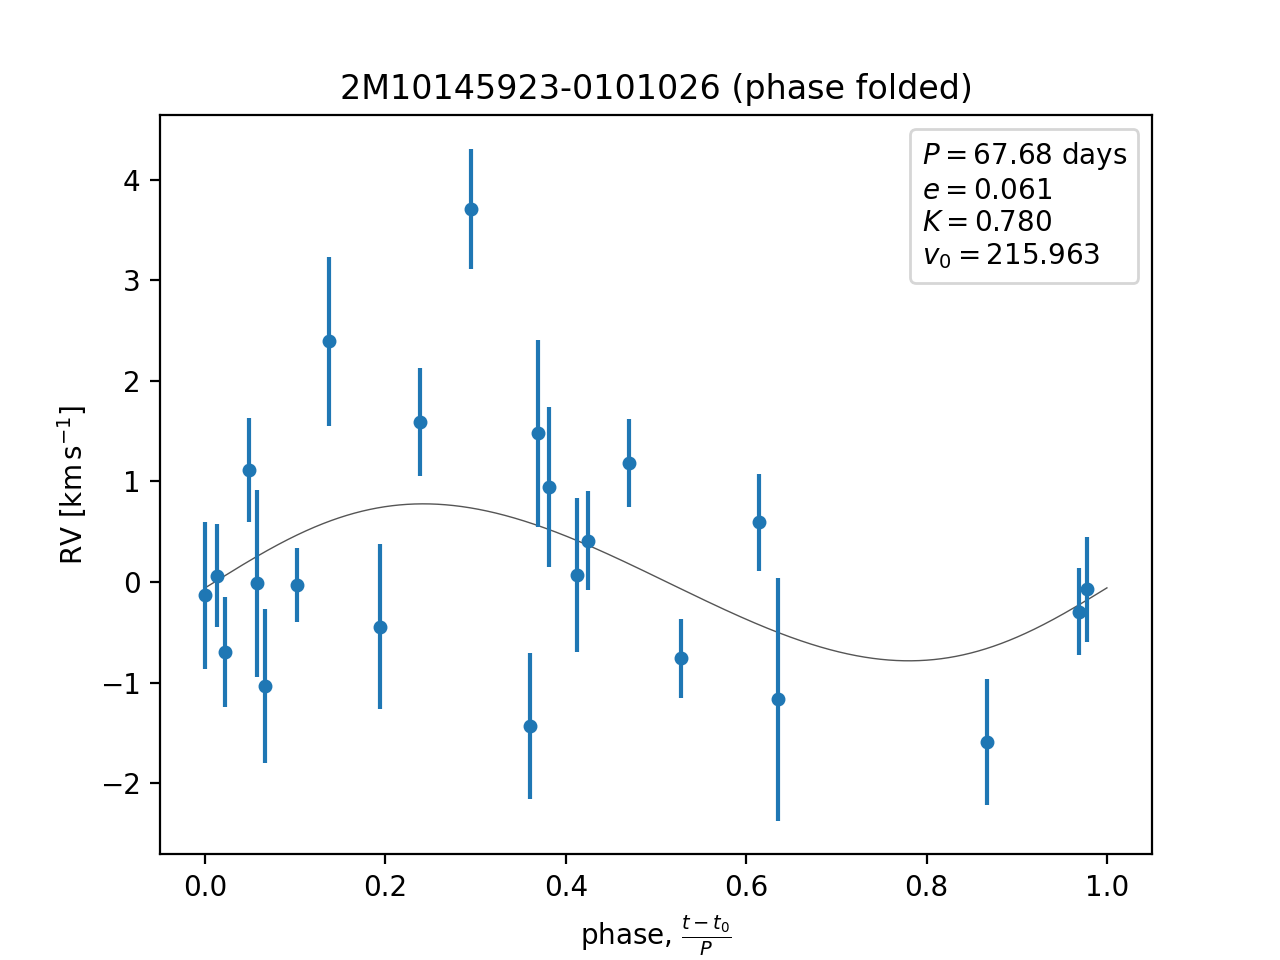 2M10145923-0101026 (phase folded)
P = 67.68 days
e = 0.061
K = 0.780
v₀ = 215.963
4
3
2
1
0
−1
−2
RV [km s⁻¹]
0.0 0.2 0.4 0.6 0.8 1.0
phase, (t − t₀)/P